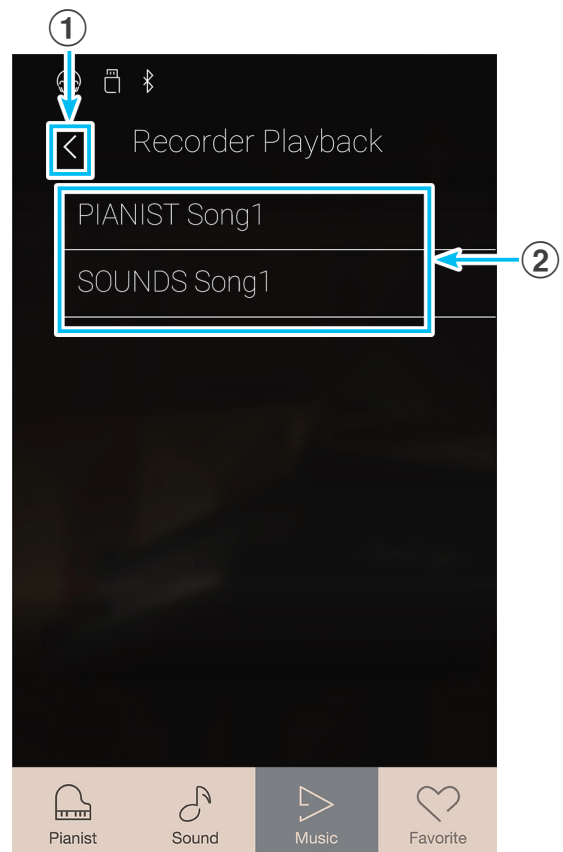 1
Recorder Playback
PIANIST Song1
SOUNDS Song1
2
Pianist Sound Music Favorite